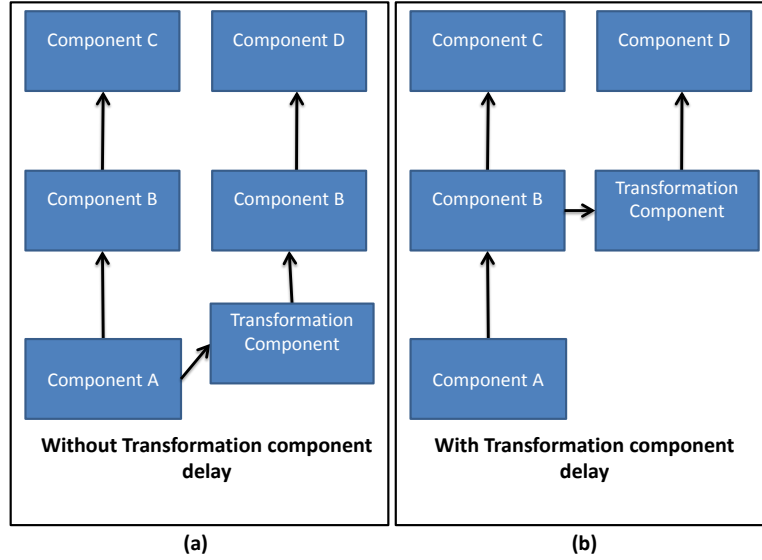 Component C
Component D
Component B
Component B
Transformation
Component
Component A
Without Transformation component
delay
(a)
Component C
Component D
Component B
Transformation
Component
Component A
With Transformation component
delay
(b)